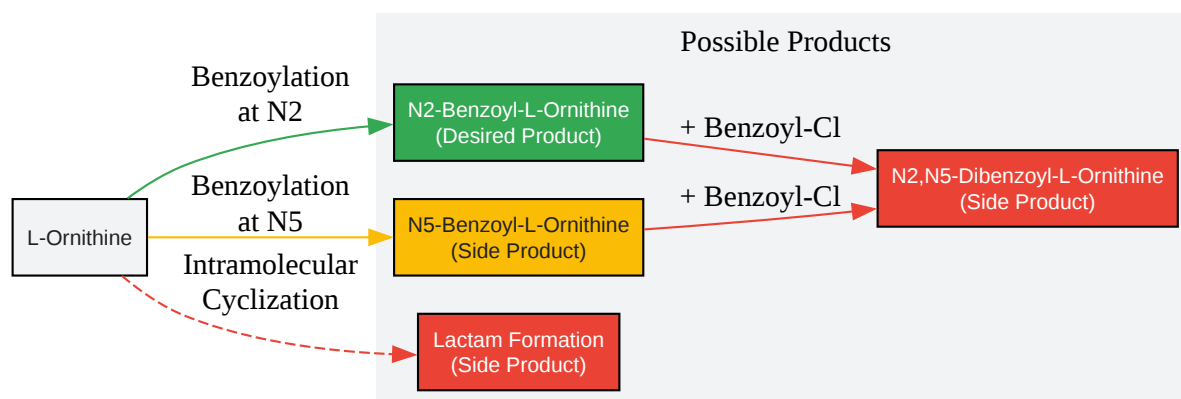 Possible Products
Benzoylation
at N2
N2-Benzoyl-L-Ornithine
(Desired Product)
+ Benzoyl-Cl
N2,N5-Dibenzoyl-L-Ornithine
(Side Product)
Benzoylation
at N5
+ Benzoyl-Cl
L-Ornithine
N5-Benzoyl-L-Ornithine
(Side Product)
Intramolecular
Cyclization
Lactam Formation
(Side Product)